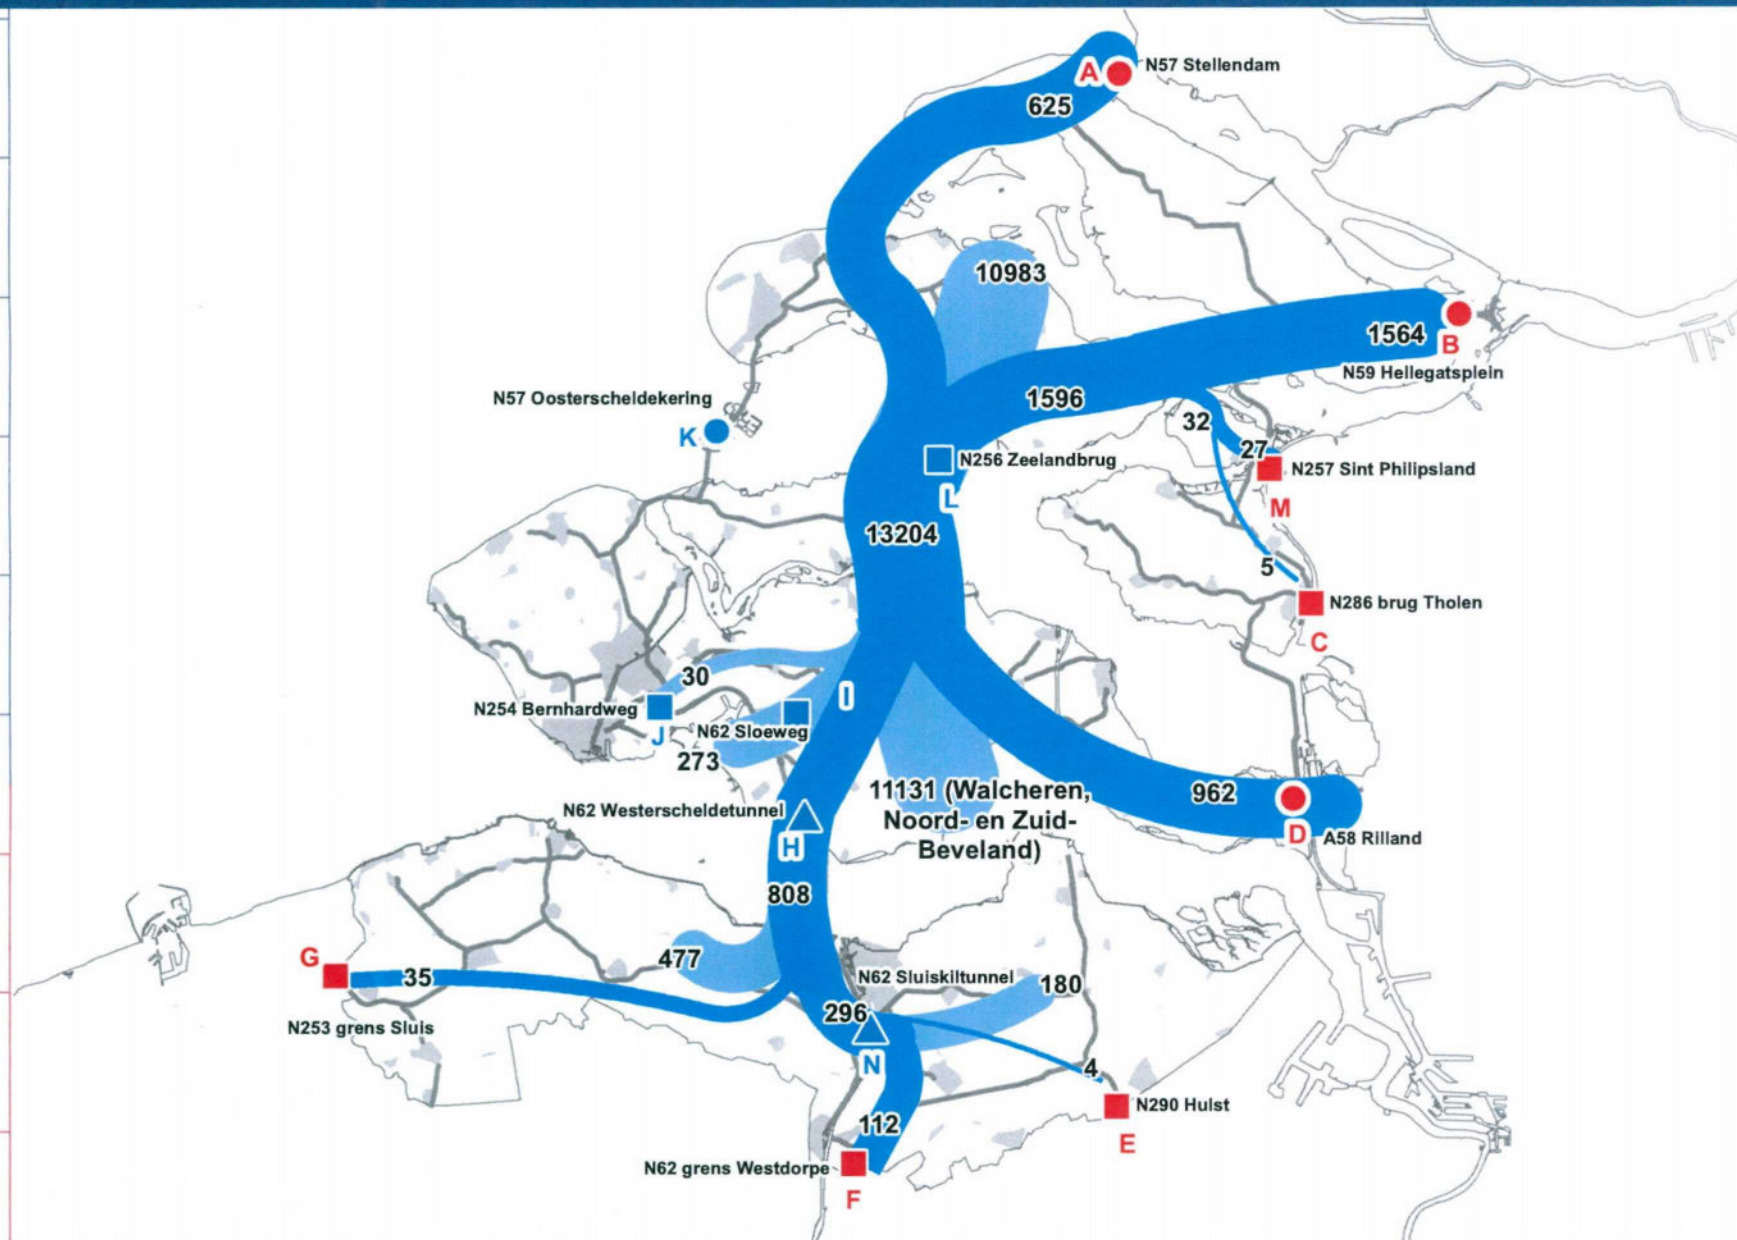 N57 Stellendam
A
625
10983
1564
B
N59 Hellegatsplein
1596
N57 Oosterscheldekering
K
32
27
N257 Sint Philipsland
M
N256 Zeelandbrug
L
13204
5
N286 brug Tholen
C
30
I
N254 Bernhardweg
J
N62 Sloeweg
273
N62 Westerscheldetunnel
H
11131 (Walcheren,
Noord- en Zuid-
Beveland)
962
D
A58 Rilland
808
G
35
N253 grens Sluis
477
N62 Sluiskiltunnel
180
296
N
4
N290 Hulst
E
112
N62 grens Westdorpe
F